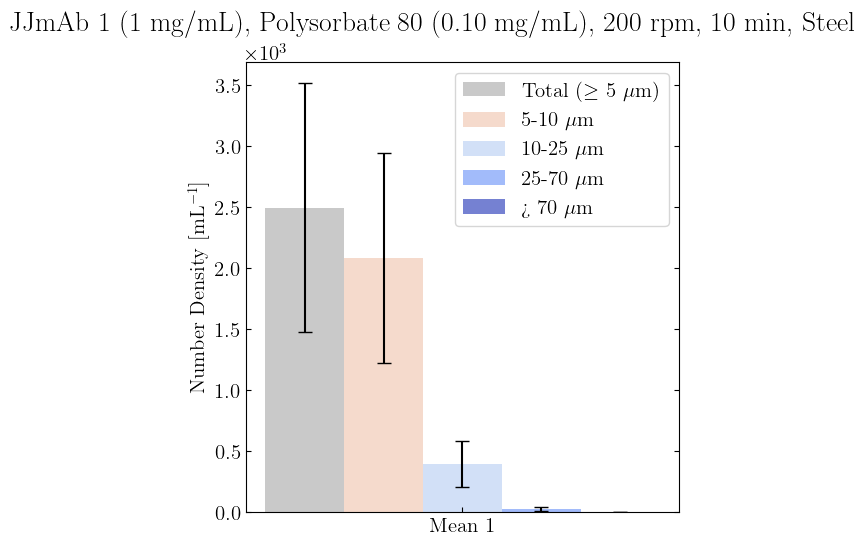 JJmAb 1 (1 mg/mL), Polysorbate 80 (0.10 mg/mL), 200 rpm, 10 min, Steel
×10³
3.5
3.0
2.5
2.0
1.5
1.0
0.5
0.0
Number Density [mL⁻¹]
Total (≥ 5 μm)
5-10 μm
10-25 μm
25-70 μm
¿ 70 μm
Mean 1